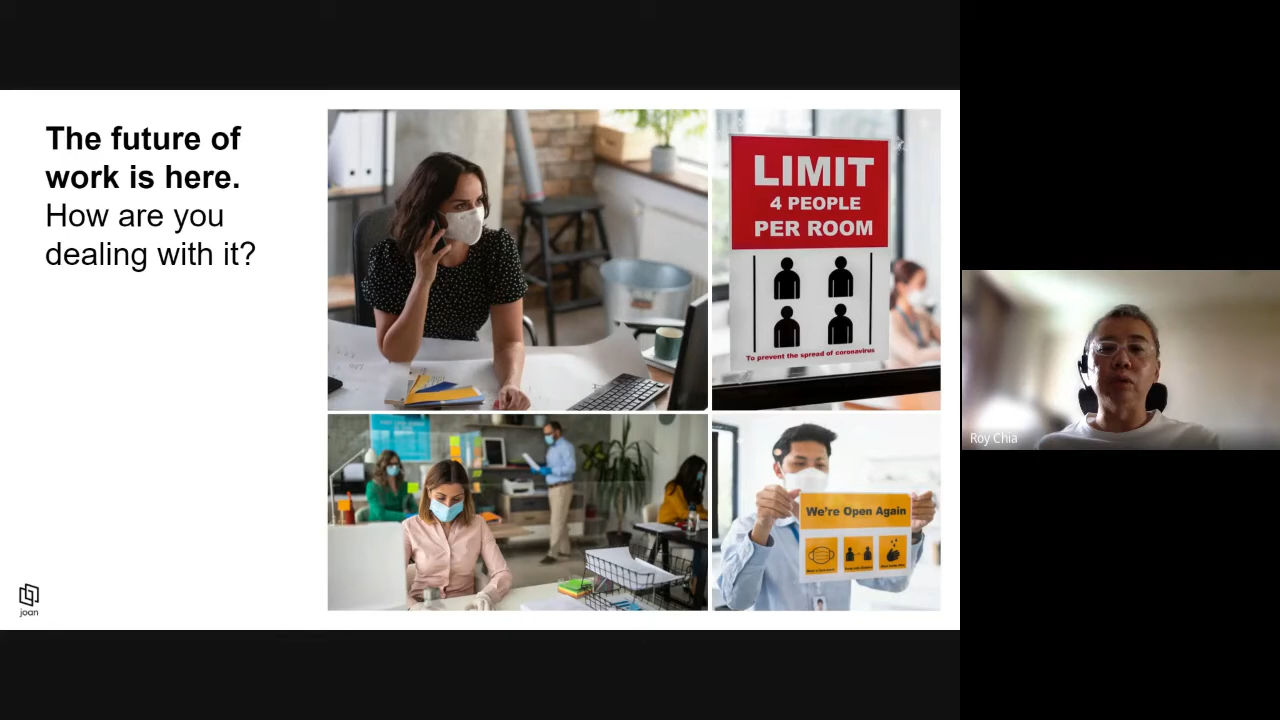 The future of
work is here.
How are you
dealing with it?
LIMIT
4 PEOPLE
PER ROOM
To prevent the spread of coronavirus
We're Open Again
Roy Chia
joan